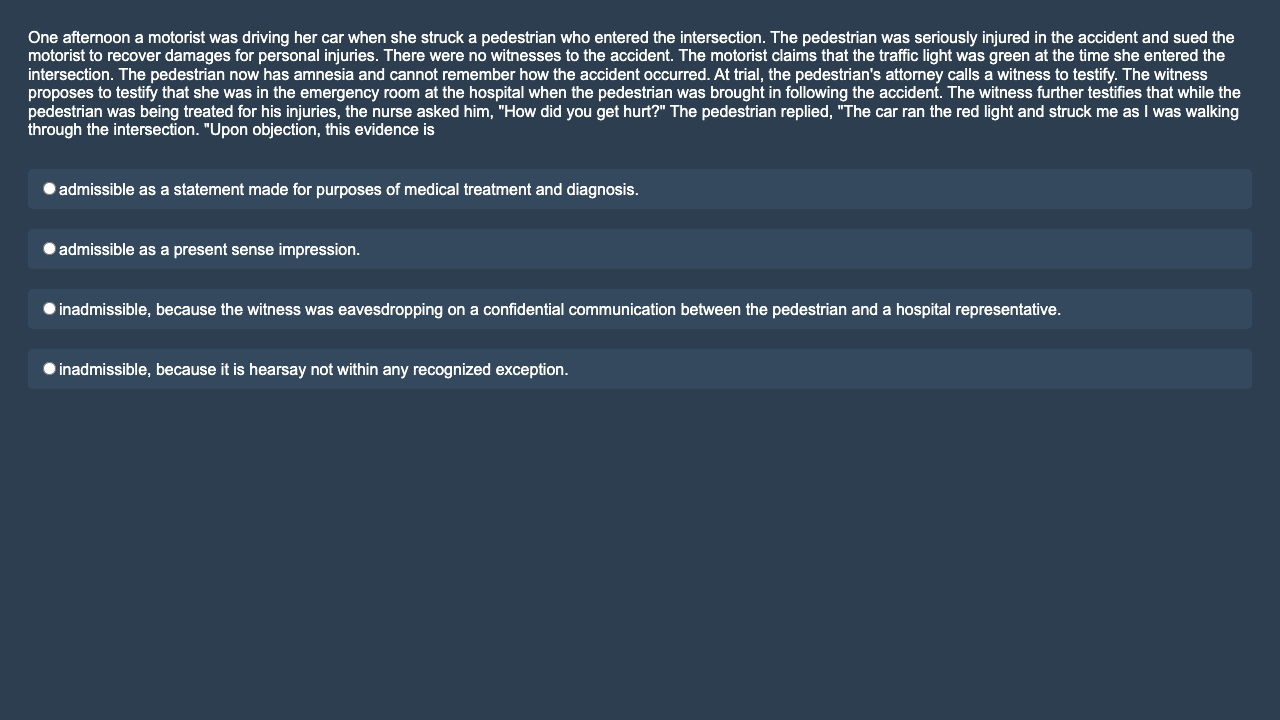 One afternoon a motorist was driving her car when she struck a pedestrian who entered the intersection. The pedestrian was seriously injured in the accident and sued the
motorist to recover damages for personal injuries. There were no witnesses to the accident. The motorist claims that the traffic light was green at the time she entered the
intersection. The pedestrian now has amnesia and cannot remember how the accident occurred. At trial, the pedestrian's attorney calls a witness to testify. The witness
proposes to testify that she was in the emergency room at the hospital when the pedestrian was brought in following the accident. The witness further testifies that while the
pedestrian was being treated for his injuries, the nurse asked him, "How did you get hurt?" The pedestrian replied, "The car ran the red light and struck me as I was walking
through the intersection. "Upon objection, this evidence is
admissible as a statement made for purposes of medical treatment and diagnosis.
admissible as a present sense impression.
inadmissible, because the witness was eavesdropping on a confidential communication between the pedestrian and a hospital representative.
inadmissible, because it is hearsay not within any recognized exception.